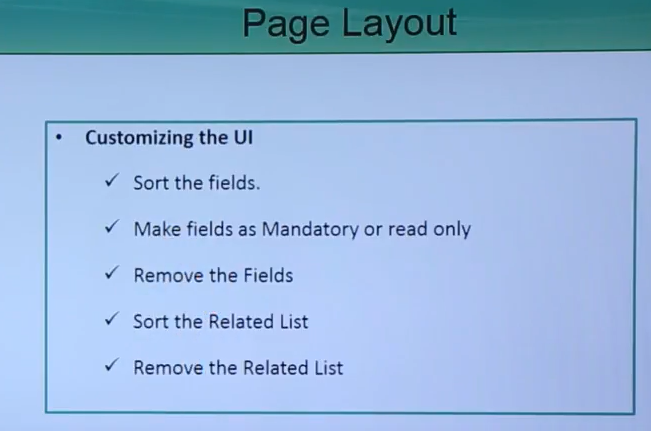 Page Layout
• Customizing the UI
✓ Sort the fields.
✓ Make fields as Mandatory or read only
✓ Remove the Fields
✓ Sort the Related List
✓ Remove the Related List